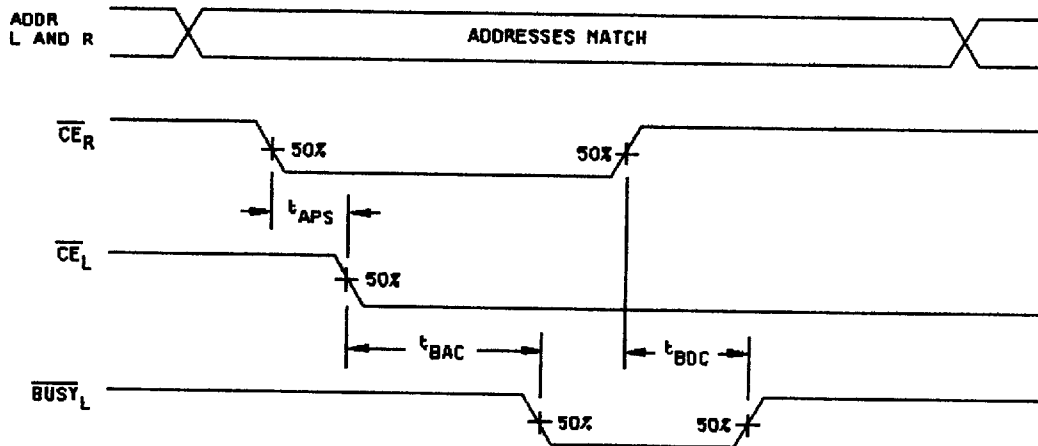 ADDR
L AND R
ADDRESSES MATCH
CE_R
50%
50%
t_APS
CE_L
50%
t_BAC
t_BDC
BUSY_L
50%
50%